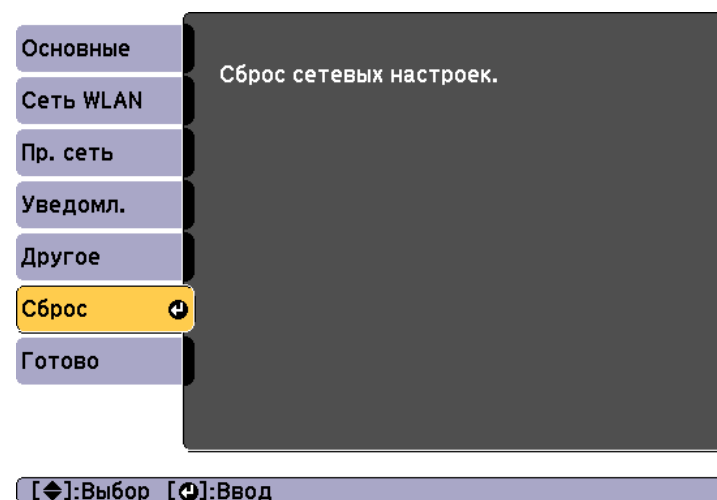 Основные
Сброс сетевых настроек.
Сеть WLAN
Пр. сеть
Уведомл.
Другое
Сброс
Готово
[]:Выбор []:Ввод